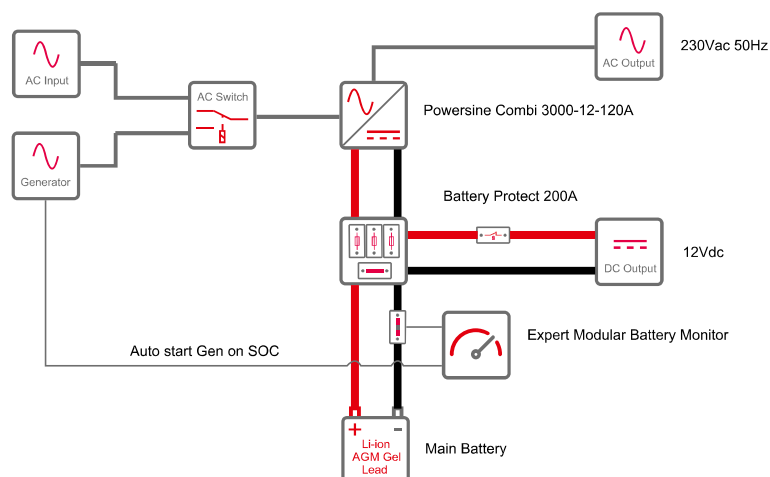 AC Output
230Vac 50Hz
AC Input
AC Switch
Powersine Combi 3000-12-120A
Generator
Battery Protect 200A
12Vdc
DC Output
Expert Modular Battery Monitor
Auto start Gen on SOC
+ -
Li-ion
AGM Gel
Lead
Main Battery